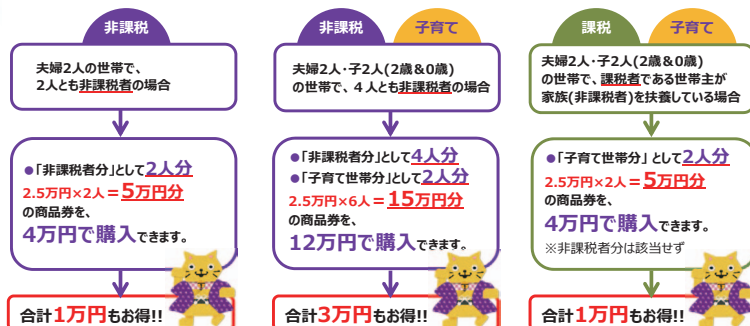 非課税
夫婦2人の世帯で、
2人とも非課税者の場合
●「非課税者分」として2人分
2.5万円×2人=5万円分
の商品券を、
4万円で購入できます。
合計1万円もお得!!
非課税
子育て
夫婦2人・子2人(2歳&0歳)
の世帯で、4人とも非課税者の場合
●「非課税者分」として4人分
●「子育て世帯分」として2人分
2.5万円×6人=15万円分
の商品券を、
12万円で購入できます。
合計3万円もお得!!
課税
子育て
夫婦2人・子2人(2歳&0歳)
の世帯で、課税者である世帯主が
家族(非課税者)を扶養している場合
●「子育て世帯分」として2人分
2.5万円×2人=5万円分
の商品券を、
4万円で購入できます。
※非課税者分は該当せず
合計1万円もお得!!